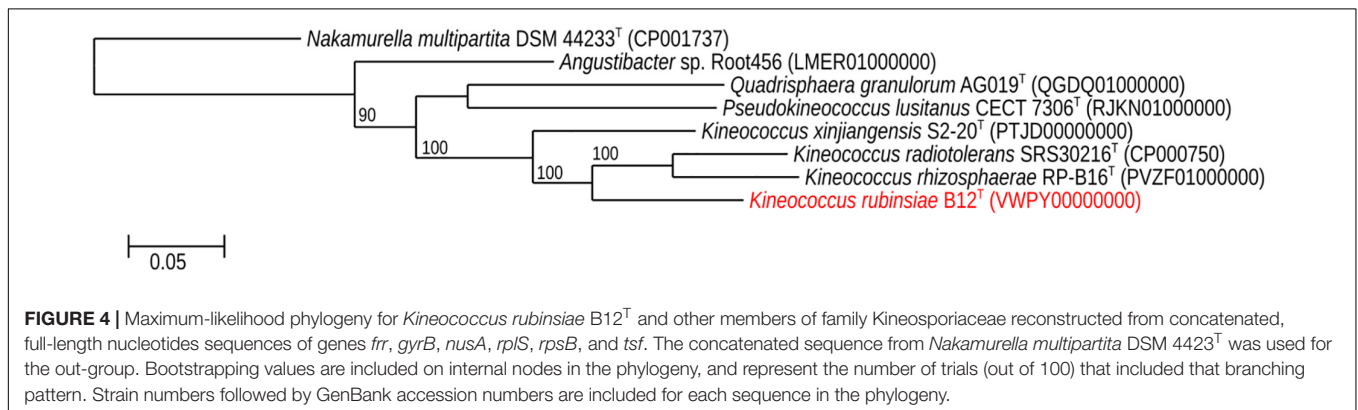 Nakamurella multipartita DSM 44233ᵀ (CP001737)
Angustibacter sp. Root456 (LMER01000000)
Quadrisphaera granulorum AG019ᵀ (QGDQ01000000)
90
Pseudokineococcus lusitanus CECT 7306ᵀ (RJKN01000000)
Kineococcus xinjiangensis S2-20ᵀ (PTJD00000000)
100
100
Kineococcus radiotolerans SRS30216ᵀ (CP000750)
100
Kineococcus rhizosphaerae RP-B16ᵀ (PVZF01000000)
Kineococcus rubinsiae B12ᵀ (VWPY00000000)
0.05
FIGURE 4 | Maximum-likelihood phylogeny for Kineococcus rubinsiae B12ᵀ and other members of family Kineosporiaceae reconstructed from concatenated,
full-length nucleotides sequences of genes frr, gyrB, nusA, rplS, rpsB, and tsf. The concatenated sequence from Nakamurella multipartita DSM 4423ᵀ was used for
the out-group. Bootstrapping values are included on internal nodes in the phylogeny, and represent the number of trials (out of 100) that included that branching
pattern. Strain numbers followed by GenBank accession numbers are included for each sequence in the phylogeny.